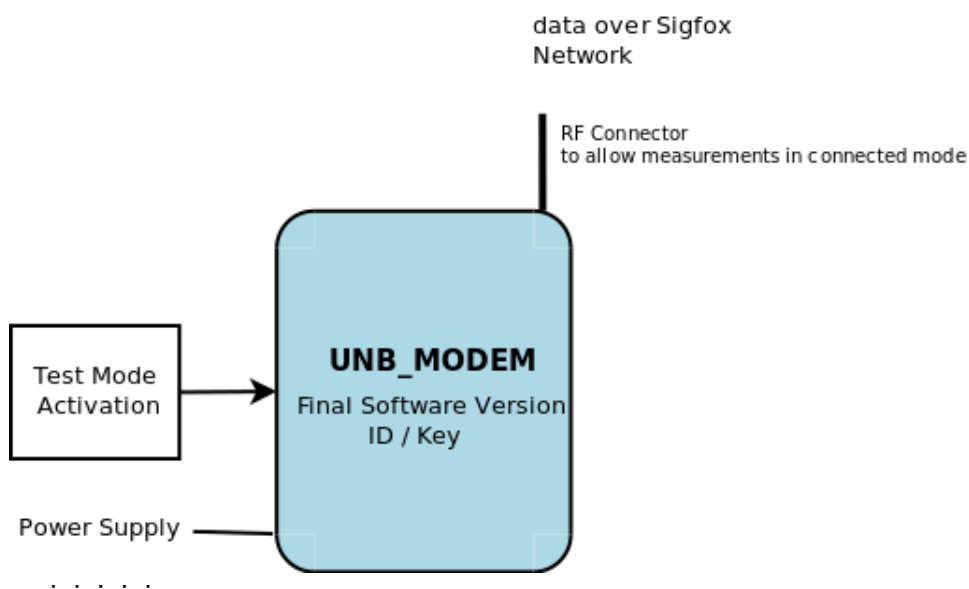 data over Sigfox
Network
RF Connector
to allow measurements in connected mode
UNB_MODEM
Test Mode
Activation
Final Software Version
ID / Key
Power Supply